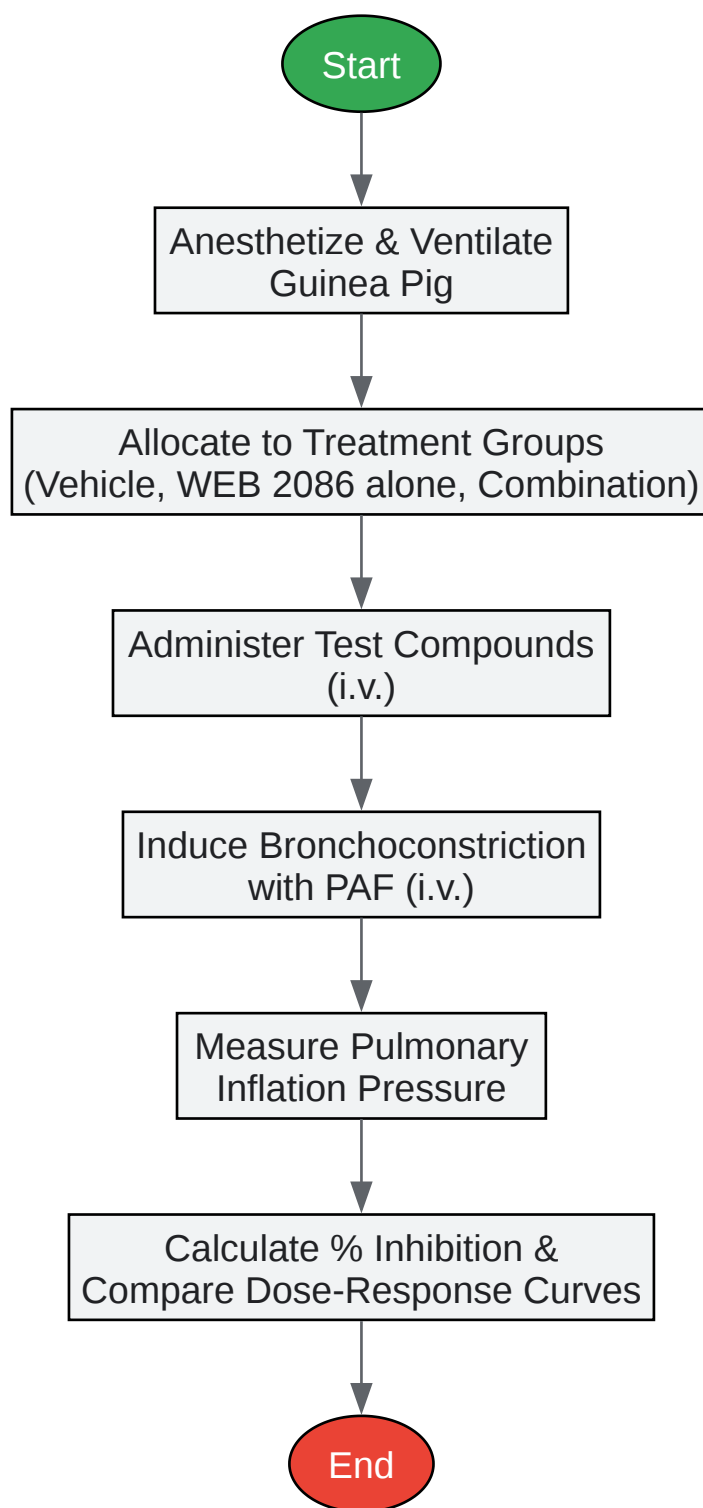 Start
Anesthetize & Ventilate
Guinea Pig
Allocate to Treatment Groups
(Vehicle, WEB 2086 alone, Combination)
Administer Test Compounds
(i.v.)
Induce Bronchoconstriction
with PAF (i.v.)
Measure Pulmonary
Inflation Pressure
Calculate % Inhibition &
Compare Dose-Response Curves
End